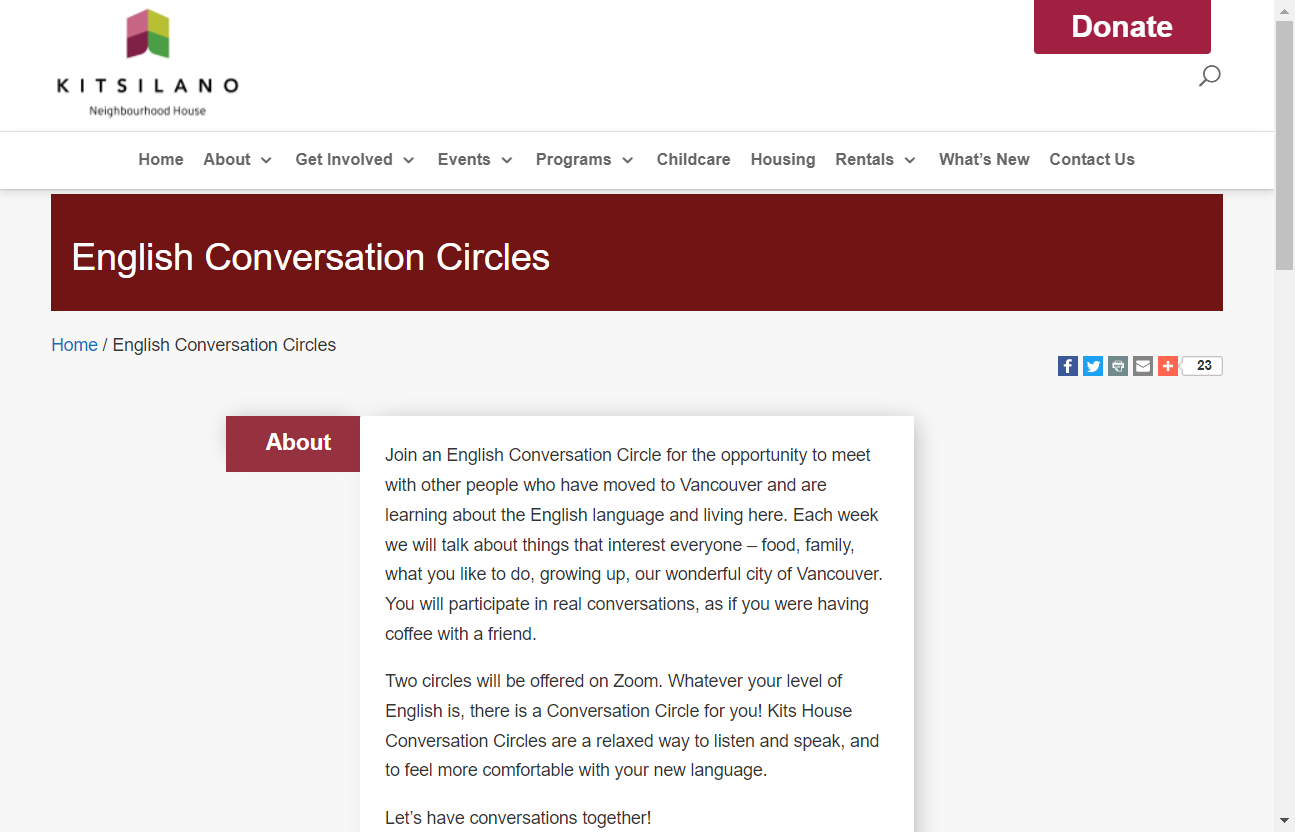 Donate
KITSILANO
Neighbourhood House
Home About Get Involved Events Programs Childcare Housing Rentals What's New Contact Us
English Conversation Circles
Home / English Conversation Circles
23
About
Join an English Conversation Circle for the opportunity to meet
with other people who have moved to Vancouver and are
learning about the English language and living here. Each week
we will talk about things that interest everyone – food, family,
what you like to do, growing up, our wonderful city of Vancouver.
You will participate in real conversations, as if you were having
coffee with a friend.
Two circles will be offered on Zoom. Whatever your level of
English is, there is a Conversation Circle for you! Kits House
Conversation Circles are a relaxed way to listen and speak, and
to feel more comfortable with your new language.
Let's have conversations together!